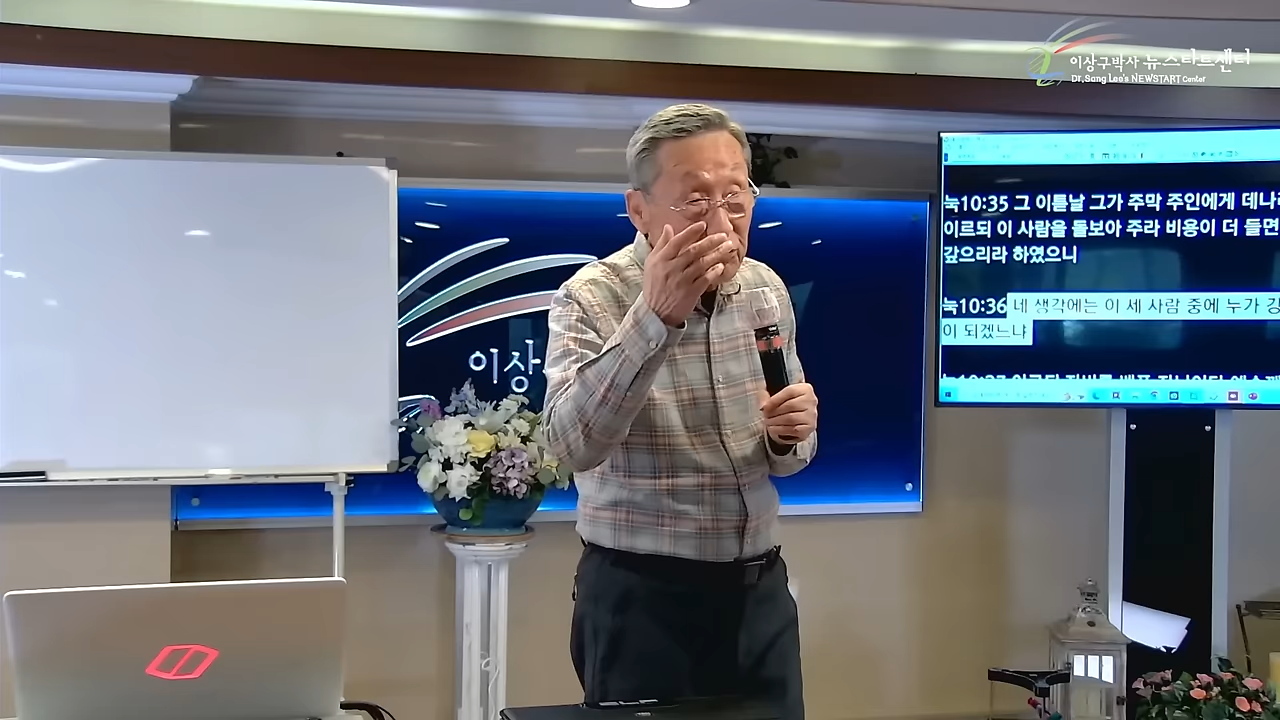 이상구박사 뉴스타트센터
Dr.Sang Lee's NEWSTART Center
눅10:35 그 이튿날 그가 주막 주인에게 데나리
이르되 이 사람을 돌보아 주라 비용이 더 들면
갚으리라 하였으니
눅10:36 네 생각에는 이 세 사람 중에 누가 강
이 되겠느냐
이상